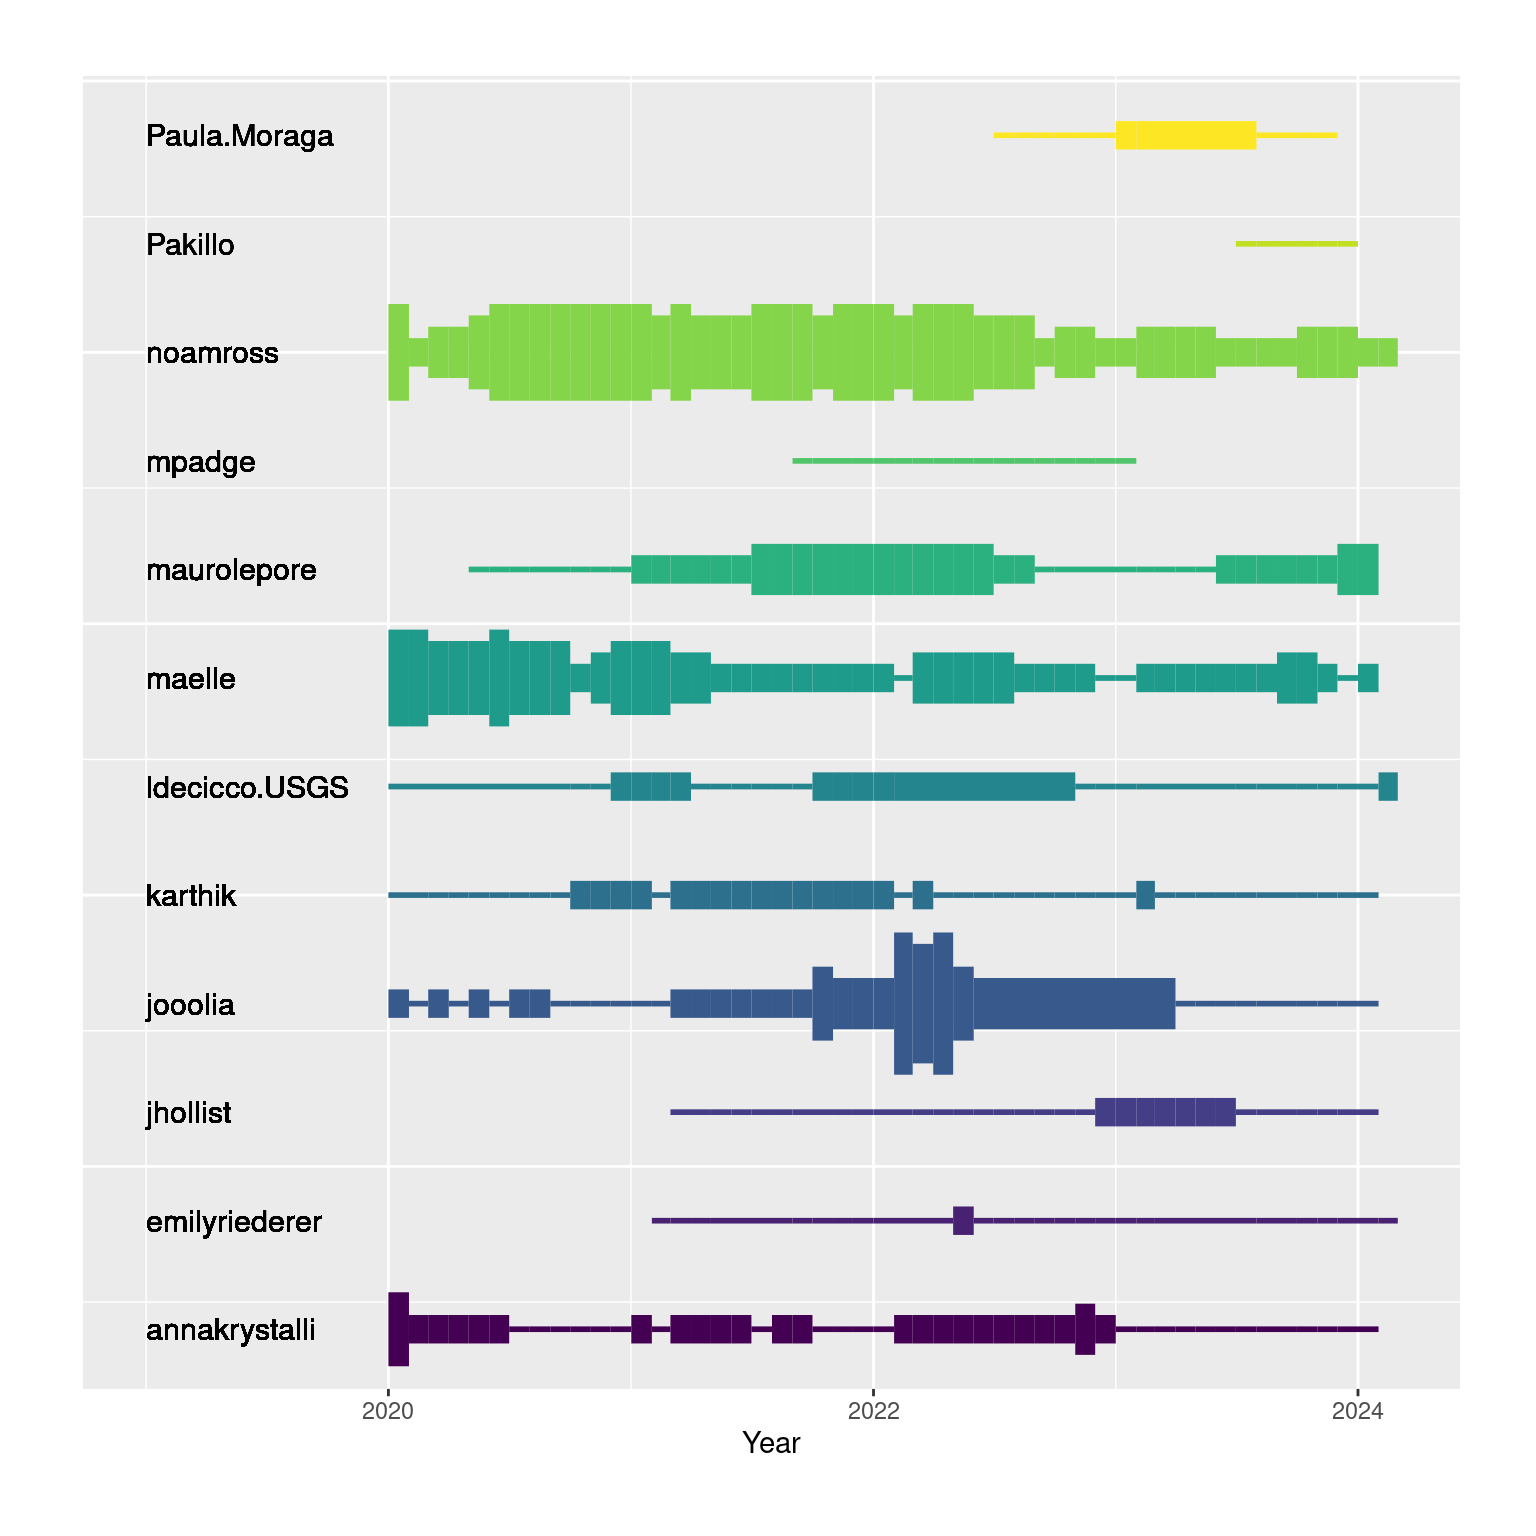 Paula.Moraga
Pakillo
noamross
mpadge
maurolepore
maelle
ldecicco.USGS
karthik
jooolia
jhollist
emilyriederer
annakrystalli
2020 2022 2024
Year